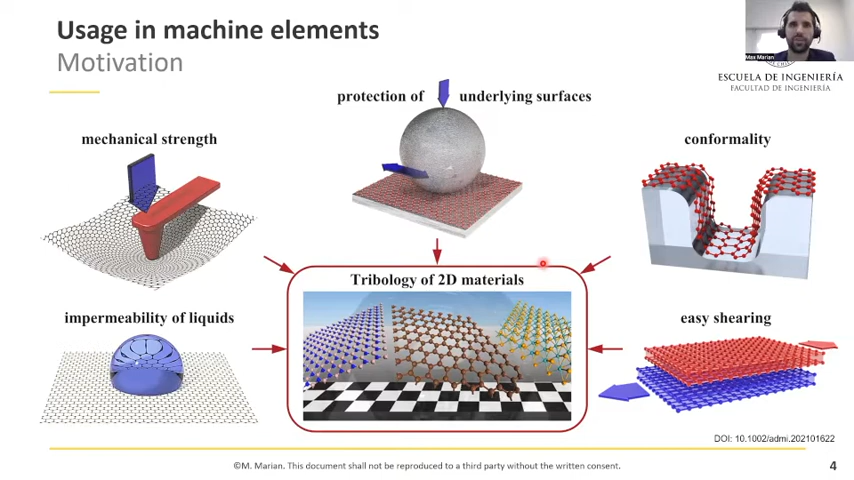 Usage in machine elements
Motivation
Max Marian
ESCUELA DE INGENIERÍA
FACULTAD DE INGENIERÍA
protection of underlying surfaces
mechanical strength
conformality
Tribology of 2D materials
impermeability of liquids
easy shearing
DOI: 10.1002/admi.202101622
©M. Marian. This document shall not be reproduced to a third party without the written consent.
4